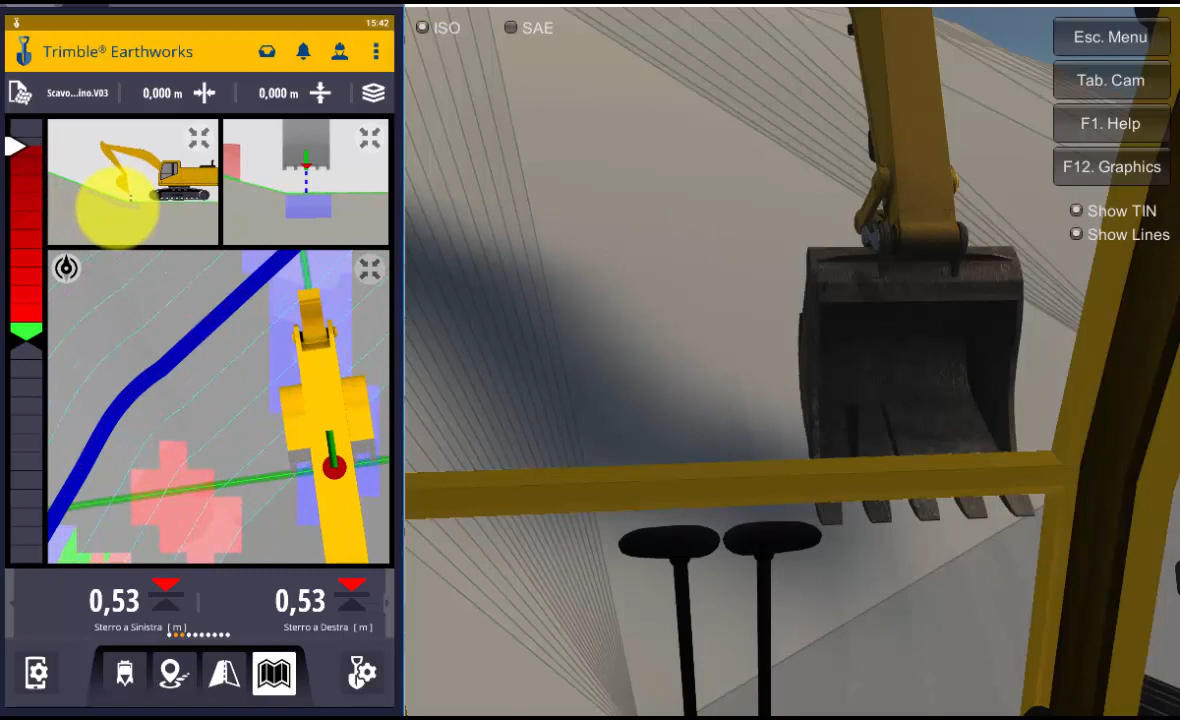 15:42
Trimble® Earthworks
Scavo...ino.V03
0,000 m
0,000 m
0,53
0,53
Sterro a Sinistra [ m ]
Sterro a Destra [ m ]
ISO
SAE
Esc. Menu
Tab. Cam
F1. Help
F12. Graphics
Show TIN
Show Lines